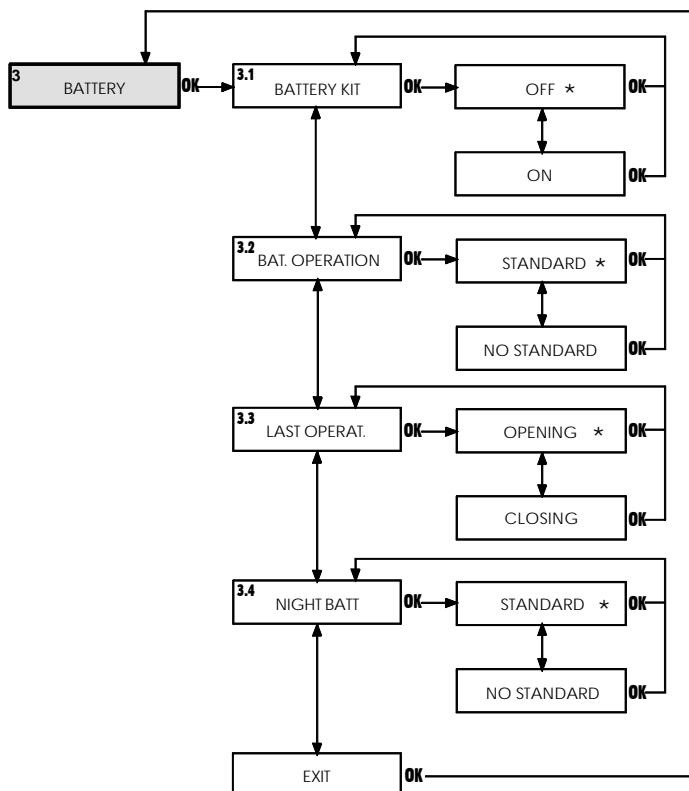 3
BATTERY OK
3.1
BATTERY KIT OK
OFF * OK
ON OK
3.2
BAT. OPERATION OK
STANDARD * OK
NO STANDARD OK
3.3
LAST OPERAT. OK
OPENING * OK
CLOSING OK
3.4
NIGHT BATT OK
STANDARD * OK
NO STANDARD OK
EXIT OK